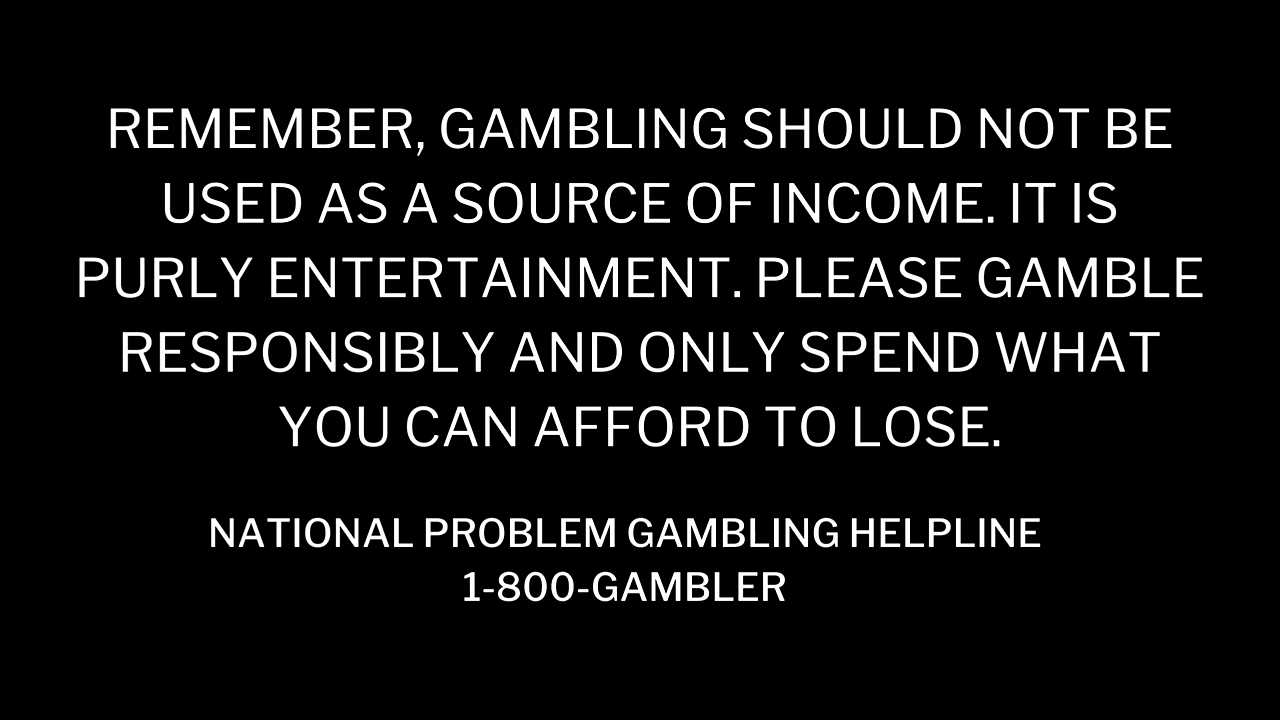 REMEMBER, GAMBLING SHOULD NOT BE
USED AS A SOURCE OF INCOME. IT IS
PURLY ENTERTAINMENT. PLEASE GAMBLE
RESPONSIBLY AND ONLY SPEND WHAT
YOU CAN AFFORD TO LOSE.
NATIONAL PROBLEM GAMBLING HELPLINE
1-800-GAMBLER